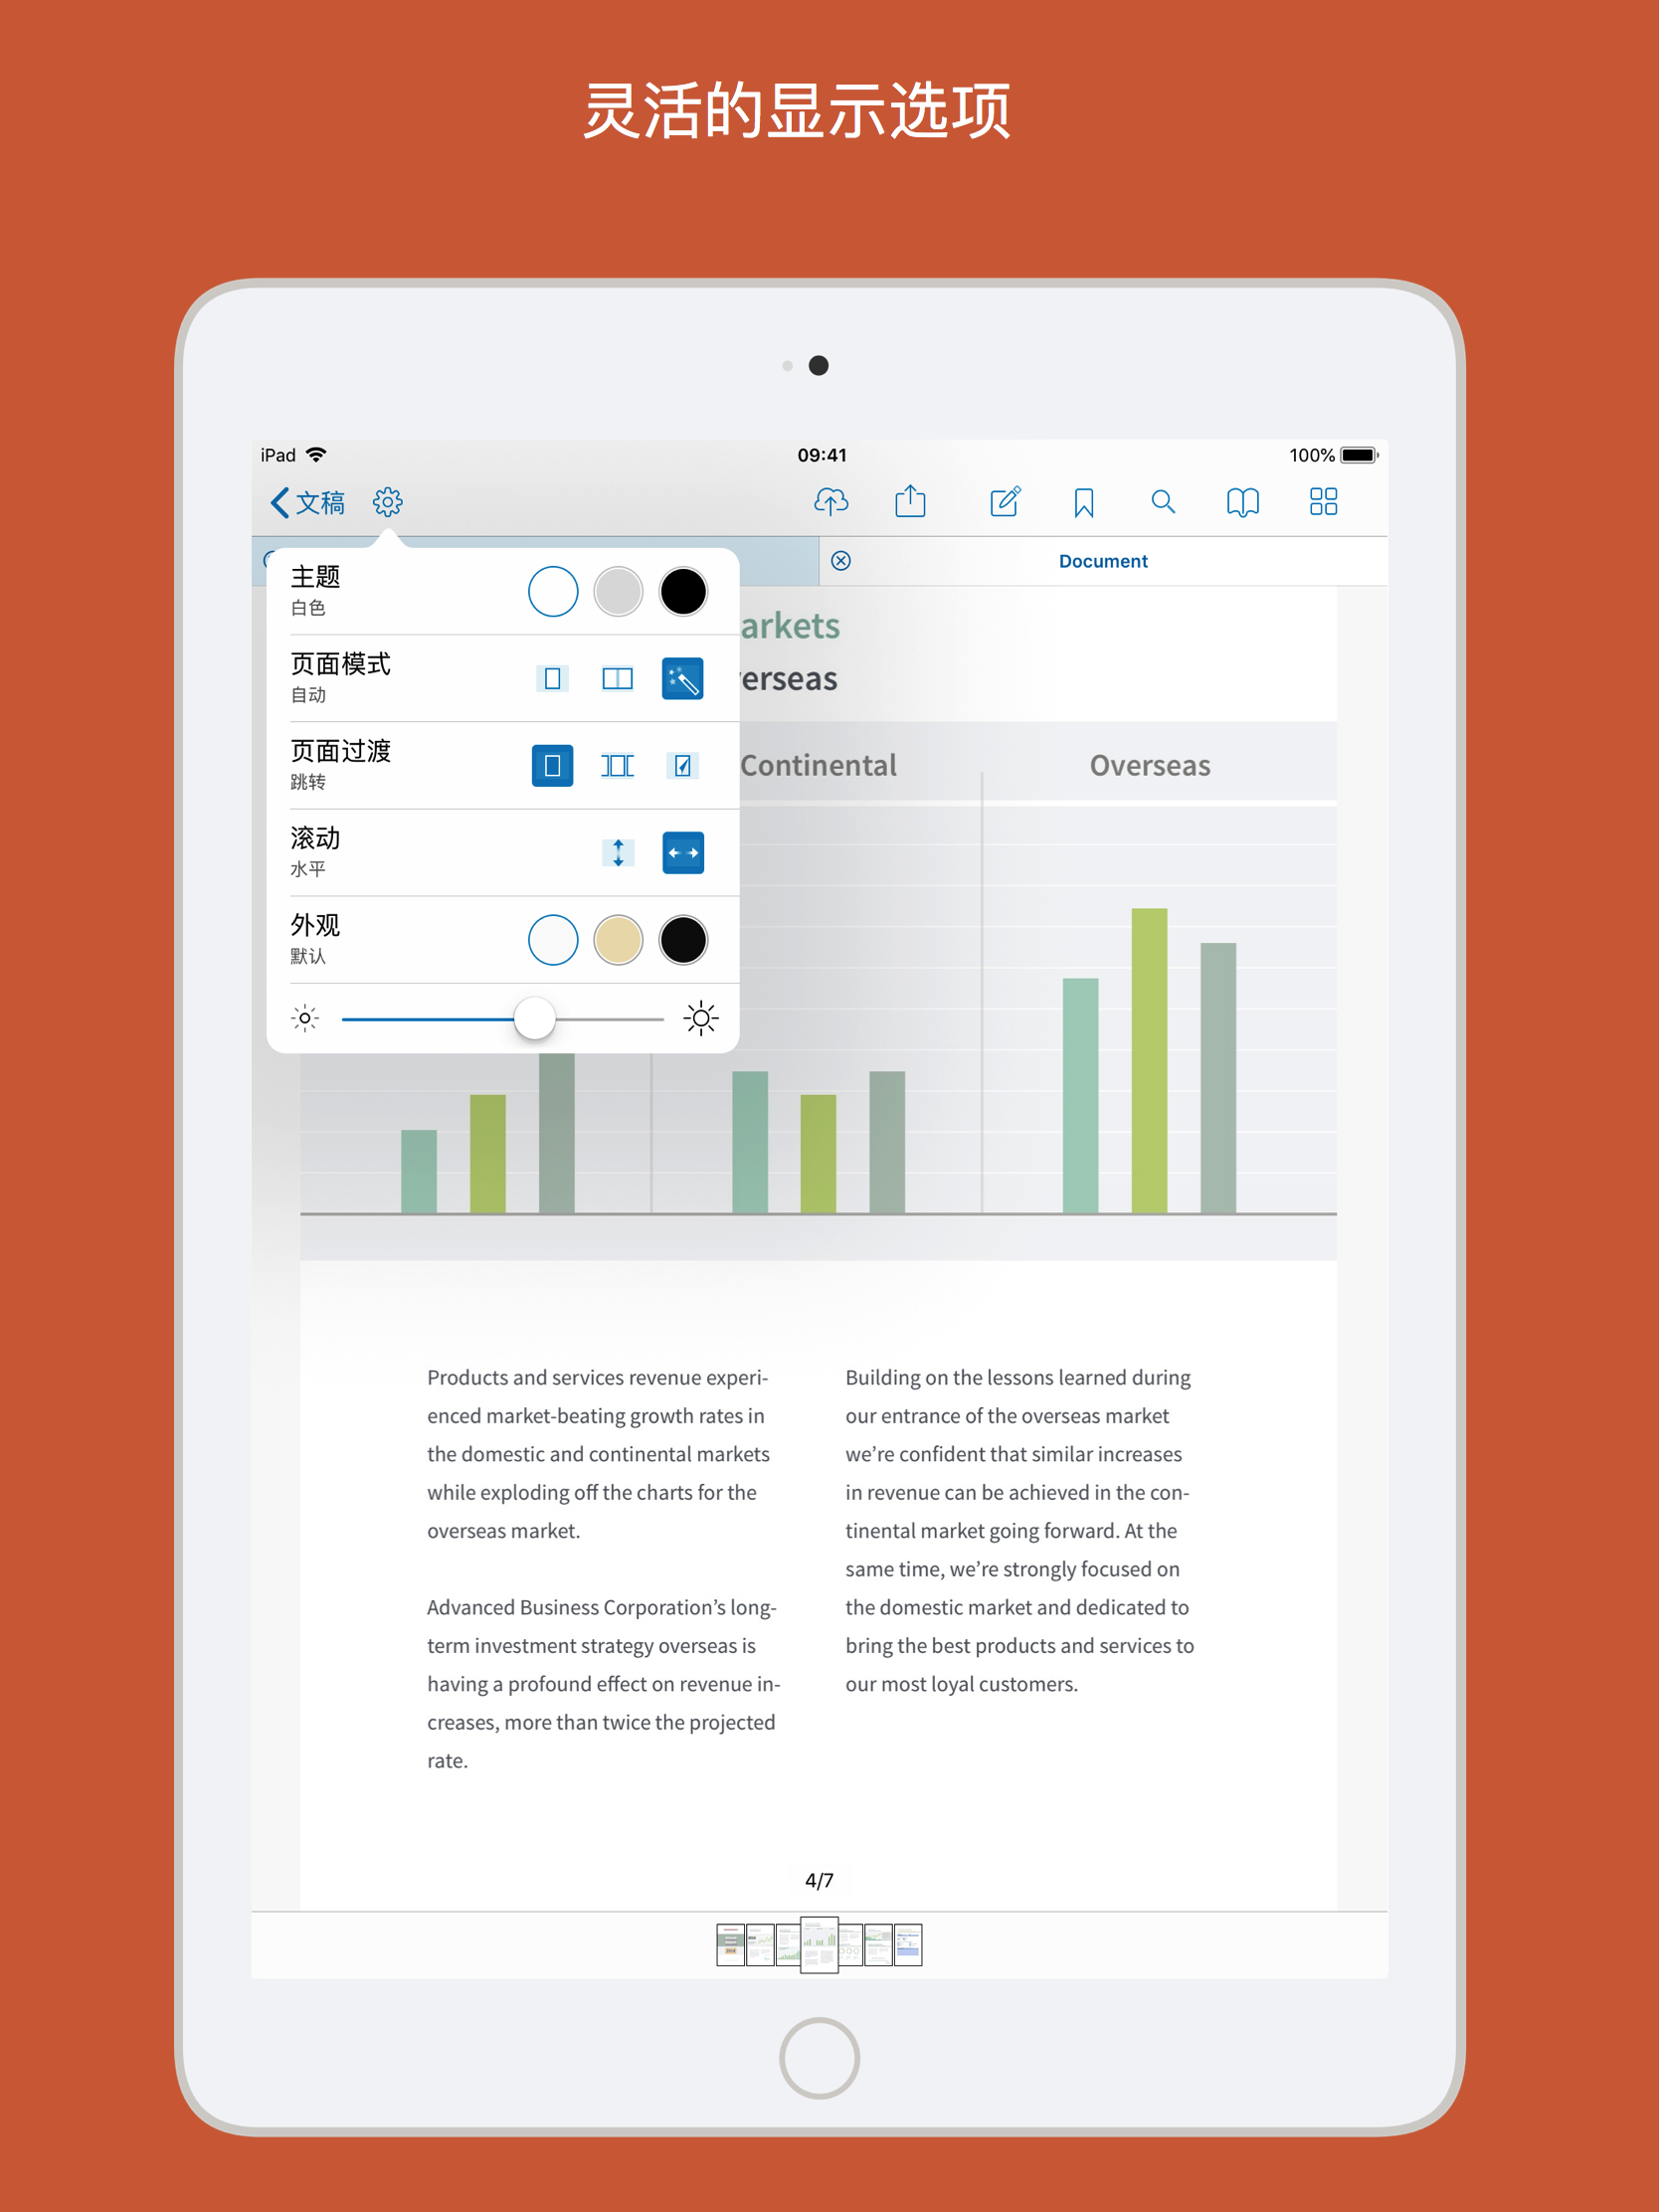 灵活的显示选项
iPad
09:41
100%
文稿
Document
主题
白色
页面模式
自动
页面过渡
跳转
滚动
水平
外观
默认
arkets
erseas
Continental
Overseas
Products and services revenue experi-
enced market-beating growth rates in
the domestic and continental markets
while exploding off the charts for the
overseas market.
Advanced Business Corporation’s long-
term investment strategy overseas is
having a profound effect on revenue in-
creases, more than twice the projected
rate.
Building on the lessons learned during
our entrance of the overseas market
we’re confident that similar increases
in revenue can be achieved in the con-
tinental market going forward. At the
same time, we’re strongly focused on
the domestic market and dedicated to
bring the best products and services to
our most loyal customers.
4/7